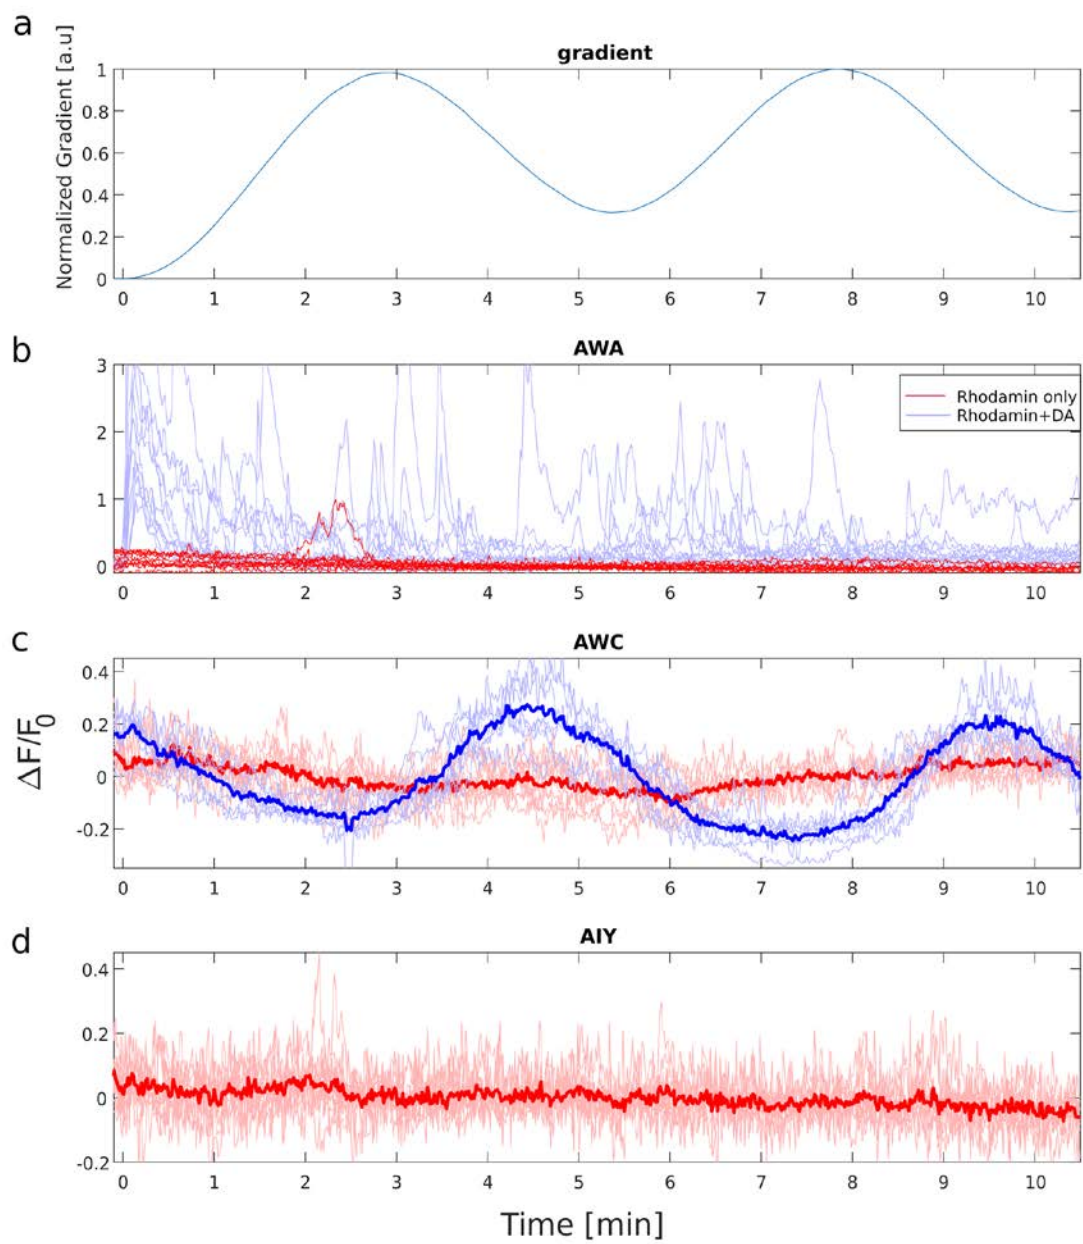 a
gradient
Normalized Gradient [a.u]
1
0.8
0.6
0.4
0.2
0
0 1 2 3 4 5 6 7 8 9 10
b
AWA
3
2
1
0
Rhodamin only
Rhodamin+DA
0 1 2 3 4 5 6 7 8 9 10
c
AWC
ΔF/F0
0.4
0.2
0
-0.2
0 1 2 3 4 5 6 7 8 9 10
d
AIY
0.4
0.2
0
-0.2
0 1 2 3 4 5 6 7 8 9 10
Time [min]